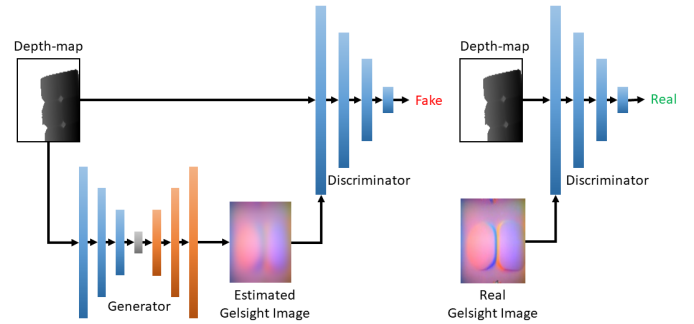 Depth-map
Fake
Discriminator
Generator
Estimated
Gelsight Image
Depth-map
Real
Discriminator
Real
Gelsight Image